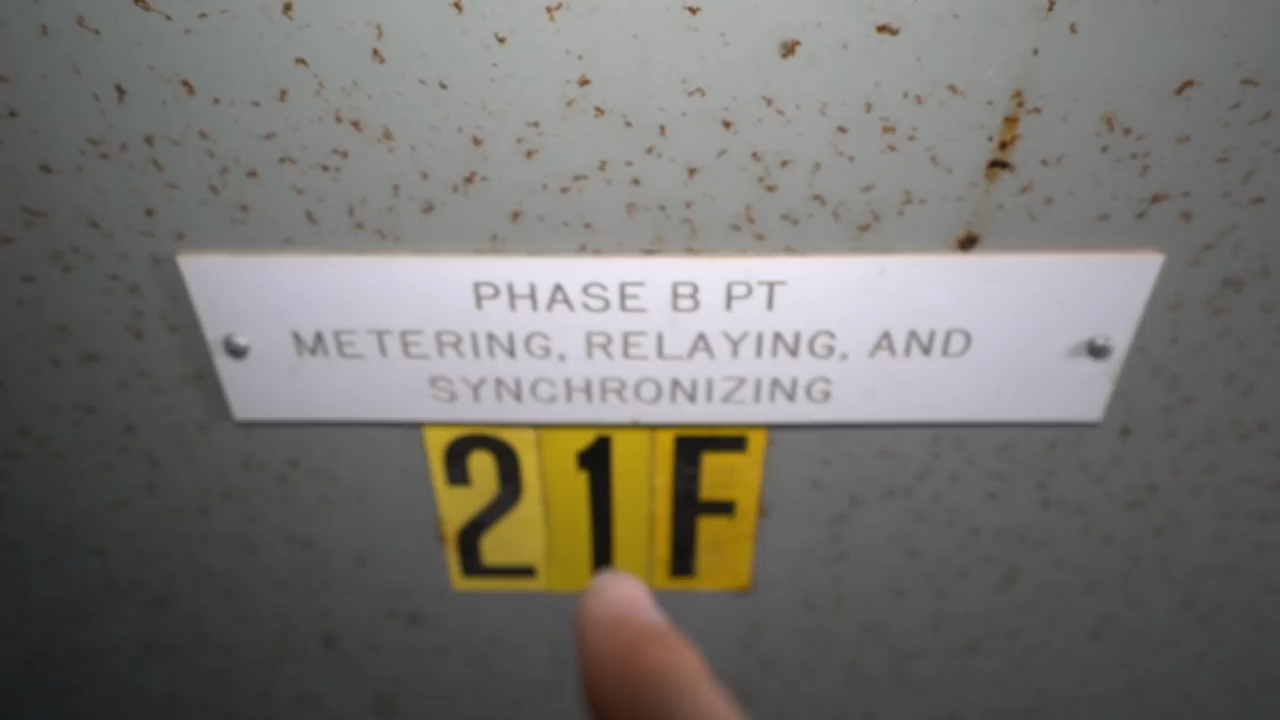 PHASE B PT
METERING, RELAYING, AND
SYNCHRONIZING
21F